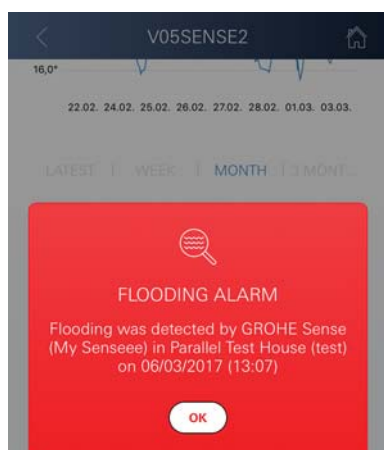 V05SENSE2
16,0°
22.02. 24.02. 25.02. 26.02. 27.02. 28.02. 01.03. 03.03.
LATEST | WEEK | MONTH | 3 MONT...
FLOODING ALARM
Flooding was detected by GROHE Sense
(My Senseee) in Parallel Test House (test)
on 06/03/2017 (13:07)
OK